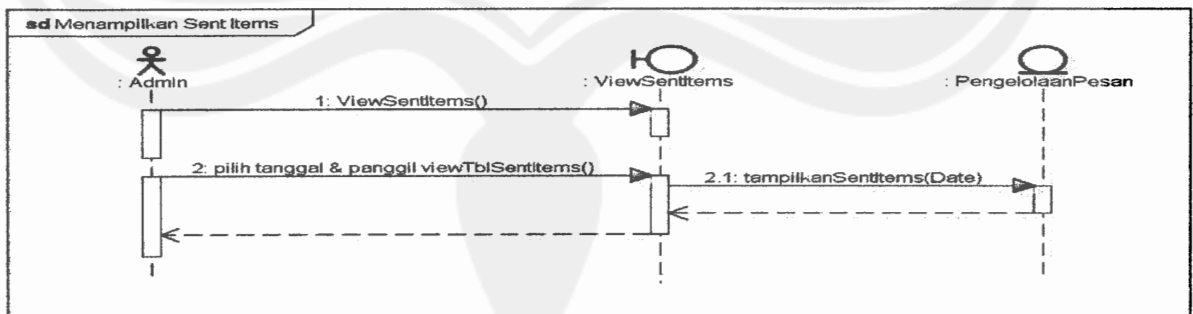 sd Menampilkan Sent Items
: Admin
: ViewSentItems
: PengelolaanPesan
1: ViewSentItems()
2: pilih tanggal & panggil viewTblSentItems()
2.1: tampilkanSentItems(Date)